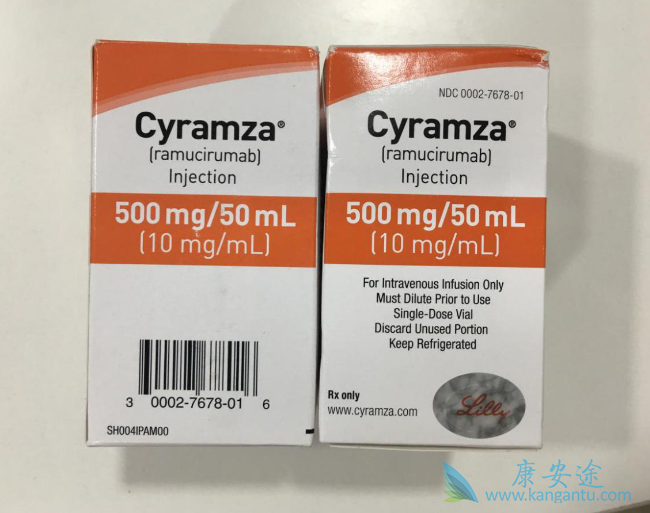 Cyramza®
(ramucirumab)
Injection
500 mg/50 mL
(10 mg/mL)
3 0002-7678-01 6
SH004IPAM00
NDC 0002-7678-01
Cyramza®
(ramucirumab)
Injection
500 mg/50 mL
(10 mg/mL)
For Intravenous Infusion Only
Must Dilute Prior to Use
Single-Dose Vial
Discard Unused Portion
Keep Refrigerated
Rx only
www.cyramza.com
Lilly
康安途
www.kangantu.com